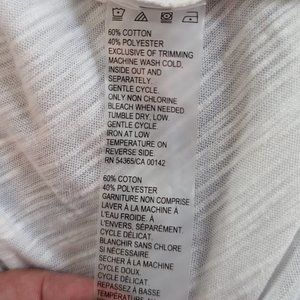 60% COTTON
40% POLYESTER
EXCLUSIVE OF TRIMMING
MACHINE WASH COLD,
INSIDE OUT AND
SEPARATELY.
GENTLE CYCLE.
ONLY NON CHLORINE
BLEACH WHEN NEEDED
TUMBLE DRY. LOW
GENTLE CYCLE.
IRON AT LOW
TEMPERATURE ON
REVERSE SIDE
RN 54365/CA 00142
60% COTON
40% POLYESTER
GARNITURE NON COMPRISE
LAVER À LA MACHINE À
L'EAU FROIDE. À
L'ENVERS, SÉPARÉMENT
CYCLE DÉLICAT.
BLANCHIR SANS CHLORE
SI NÉCESSAIRE
SÉCHER À LA MACHINE
CYCLE DOUX
CYCLE DÉLICAT.
REPASSEZ À BASSE
TEMPÉRATURE